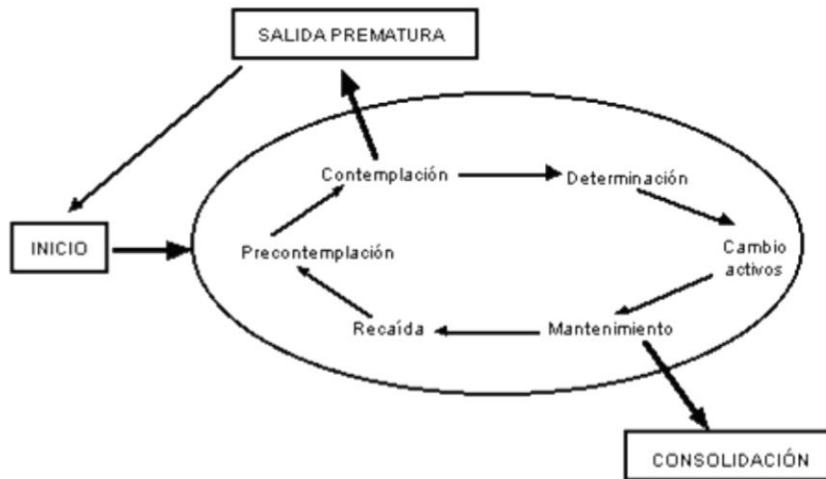 SALIDA PREMATURA
Contemplación
Determinación
INICIO
Precontemplación
Cambio
activos
Recaída
Mantenimiento
CONSOLIDACIÓN